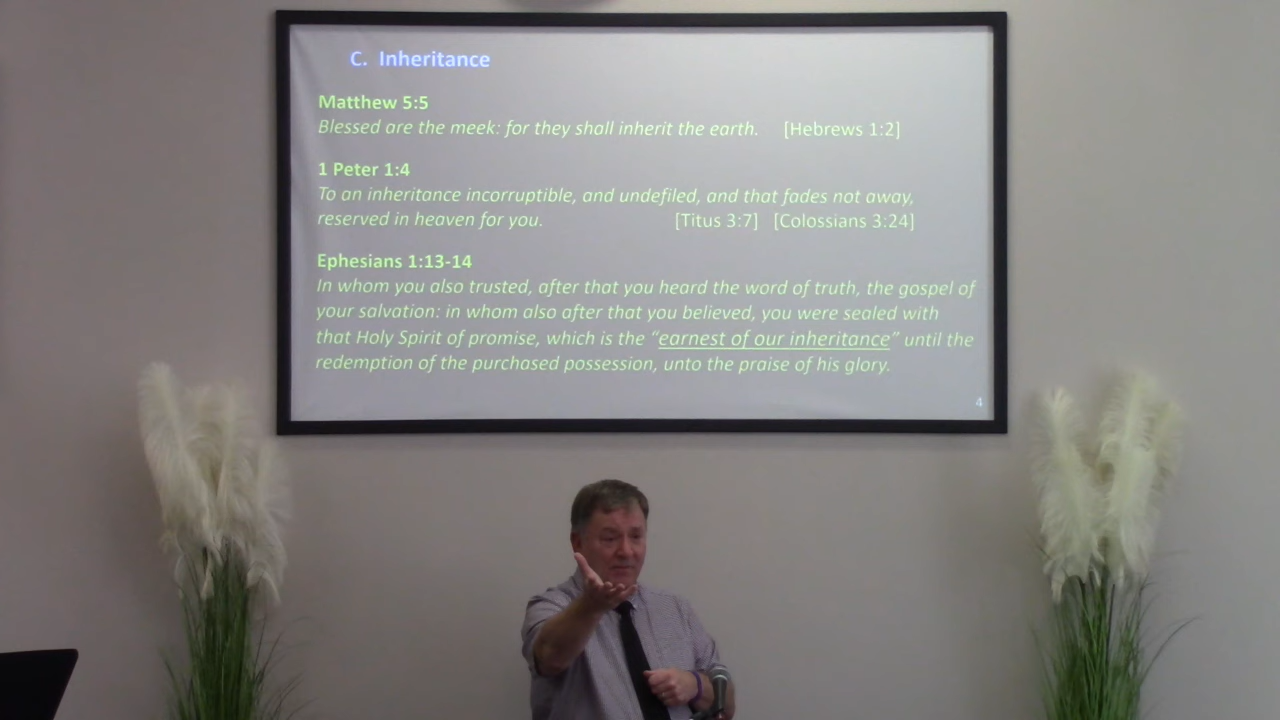 C. Inheritance
Matthew 5:5
Blessed are the meek: for they shall inherit the earth. [Hebrews 1:2]
1 Peter 1:4
To an inheritance incorruptible, and undefiled, and that fades not away,
reserved in heaven for you. [Titus 3:7] [Colossians 3:24]
Ephesians 1:13-14
In whom you also trusted, after that you heard the word of truth, the gospel of
your salvation: in whom also after that you believed, you were sealed with
that Holy Spirit of promise, which is the “earnest of our inheritance” until the
redemption of the purchased possession, unto the praise of his glory.
4